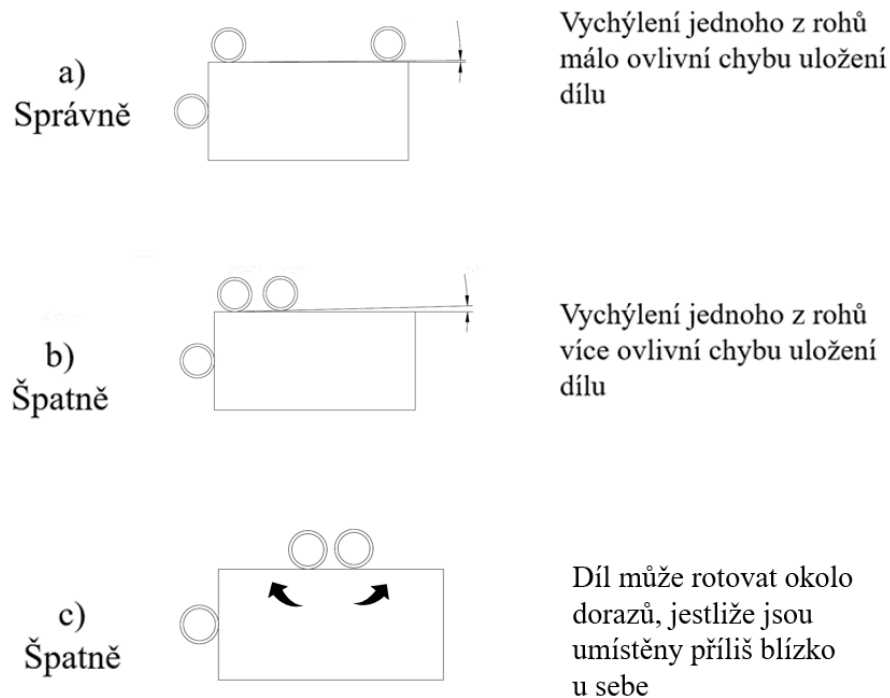 a)
Správně
Vychýlení jednoho z rohů
málo ovlivní chybu uložení
dílu
b)
Špatně
Vychýlení jednoho z rohů
více ovlivní chybu uložení
dílu
c)
Špatně
Díl může rotovat okolo
dorazů, jestliže jsou
umístěny příliš blízko
u sebe